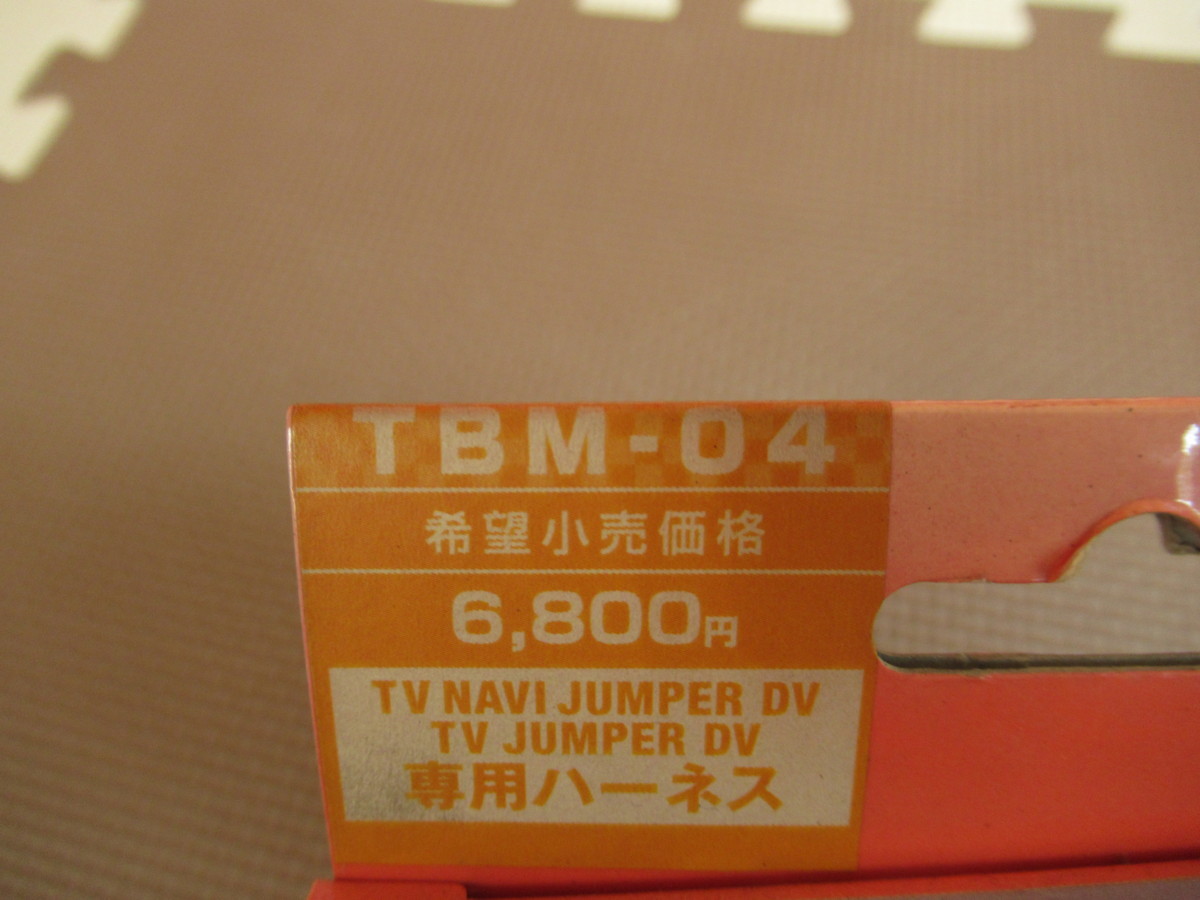 TBM-04
希望小売価格
6,800円
TV NAVI JUMPER DV
TV JUMPER DV
専用ハーネス